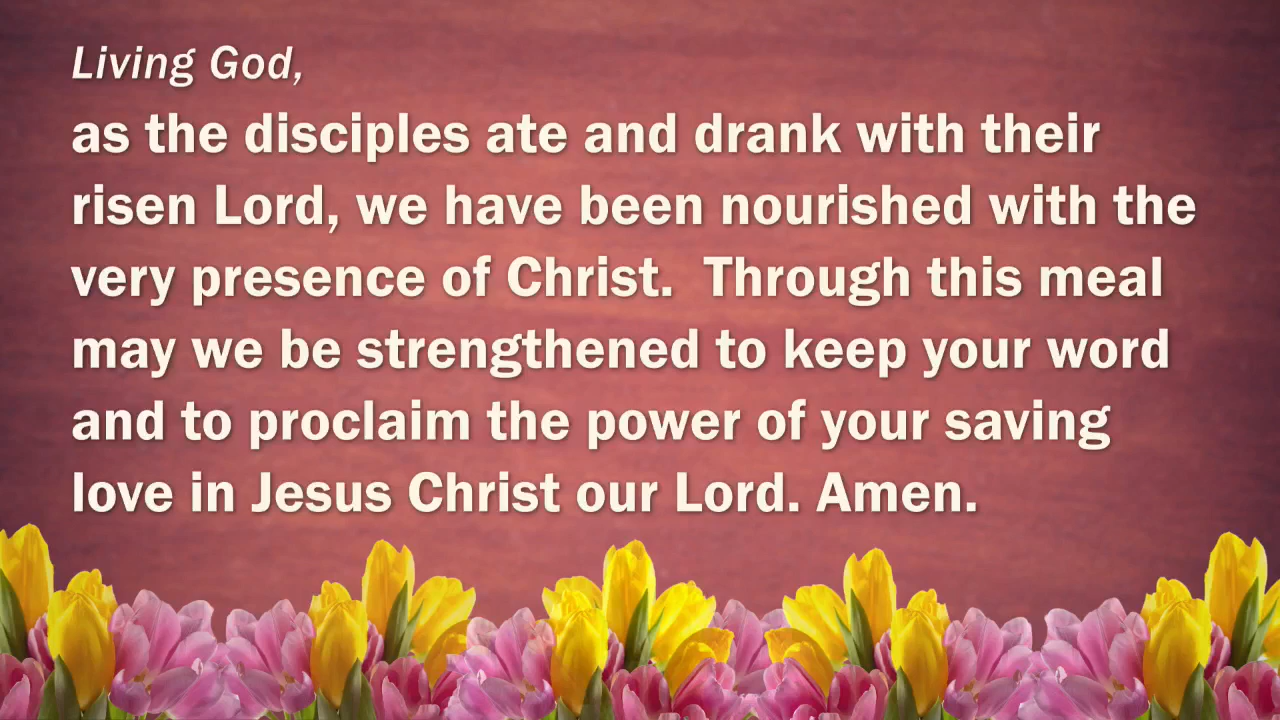 Living God,
as the disciples ate and drank with their
risen Lord, we have been nourished with the
very presence of Christ.  Through this meal
may we be strengthened to keep your word
and to proclaim the power of your saving
love in Jesus Christ our Lord. Amen.